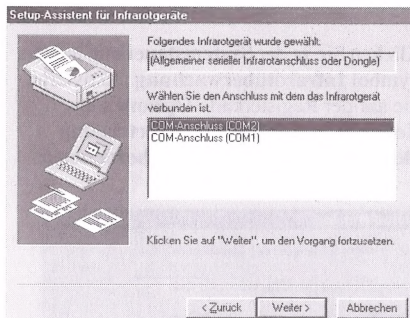 Setup-Assistent für Infrarotgeräte
Folgendes Infrarotgerät wurde gewählt:
(Allgemeiner serieller Infrarotanschluss oder Dongle)
Wählen Sie den Anschluss mit dem das Infrarotgerät
verbunden ist.
COM-Anschluss (COM2)
COM-Anschluss (COM1)
Klicken Sie auf "Weiter", um den Vorgang fortzusetzen.
< Zurück
Weiter >
Abbrechen